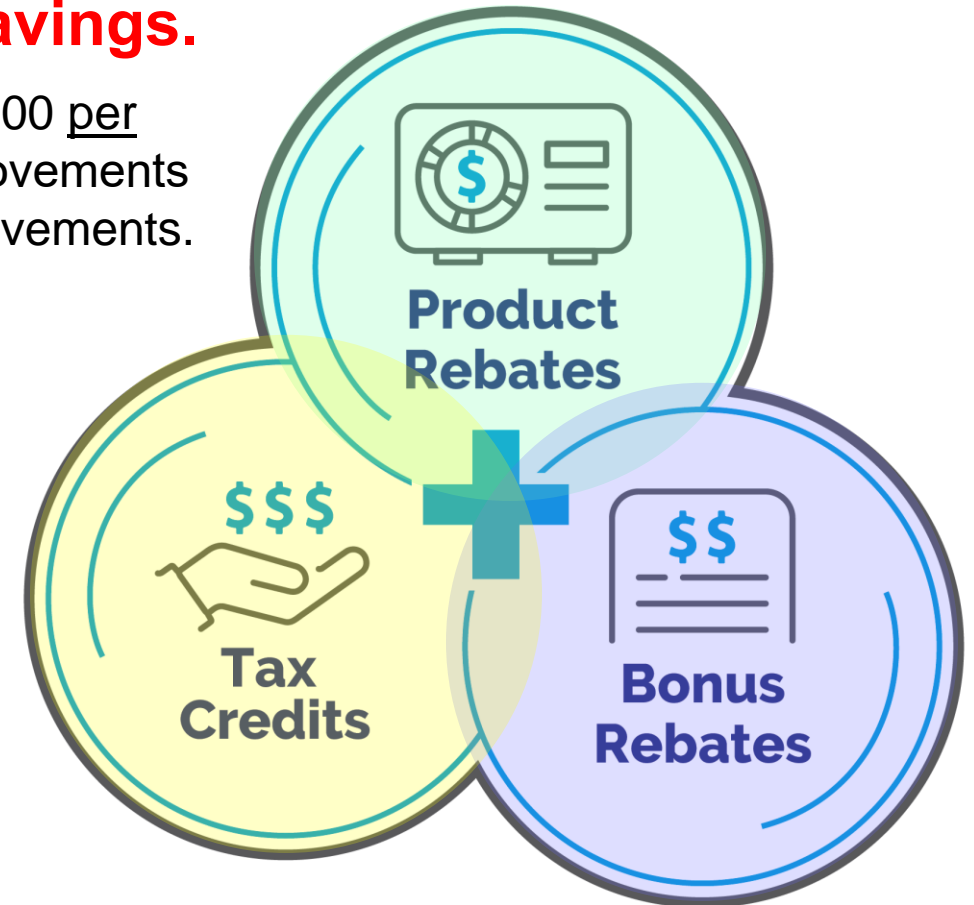 avings.
00 per
ovements
vements.
$
Product
Rebates
$$$
Tax
Credits
$$
Bonus
Rebates